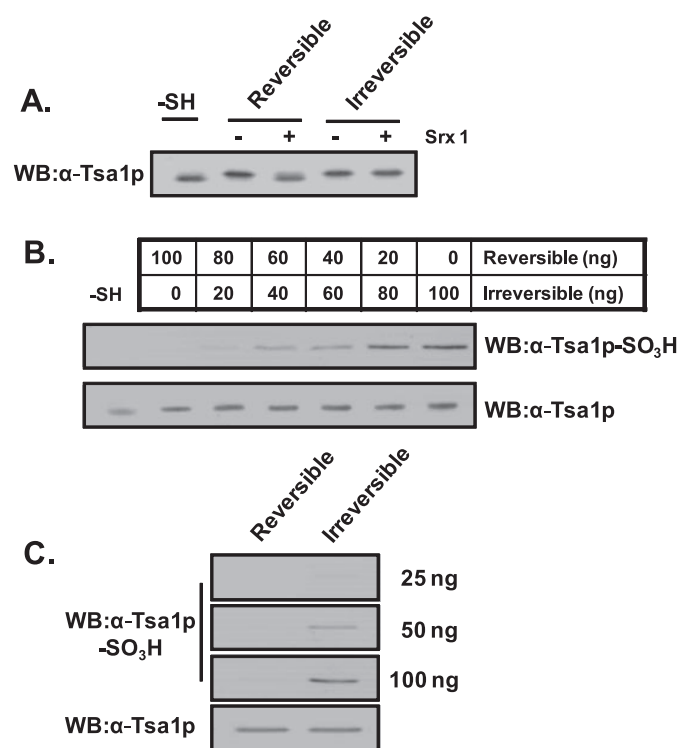 A.
-SH
Reversible
Irreversible
- + - + Srx 1
WB:α-Tsa1p
B.
100 80 60 40 20 0 Reversible (ng)
-SH 0 20 40 60 80 100 Irreversible (ng)
WB:α-Tsa1p-SO₃H
WB:α-Tsa1p
C.
Reversible
Irreversible
25 ng
WB:α-Tsa1p
-SO₃H
50 ng
100 ng
WB:α-Tsa1p